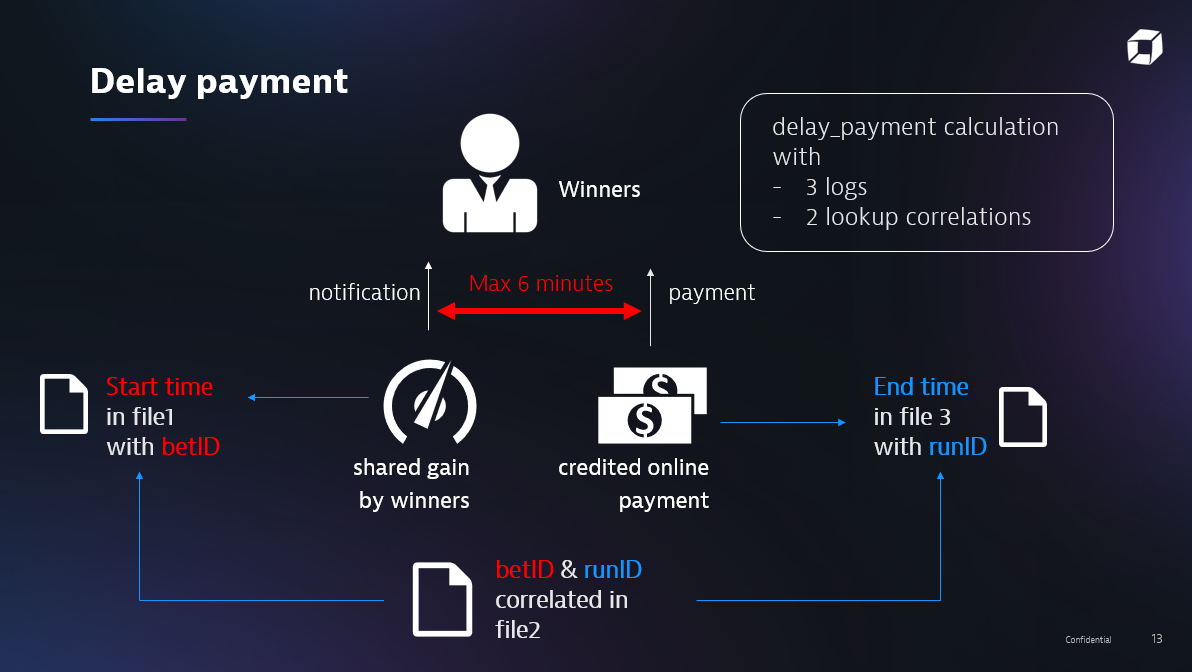 Delay payment
delay_payment calculation
with
- 3 logs
- 2 lookup correlations
Winners
notification
Max 6 minutes
payment
Start time
in file1
with betID
End time
in file 3
with runID
shared gain
by winners
credited online
payment
betID & runID
correlated in
file2
Confidential
13